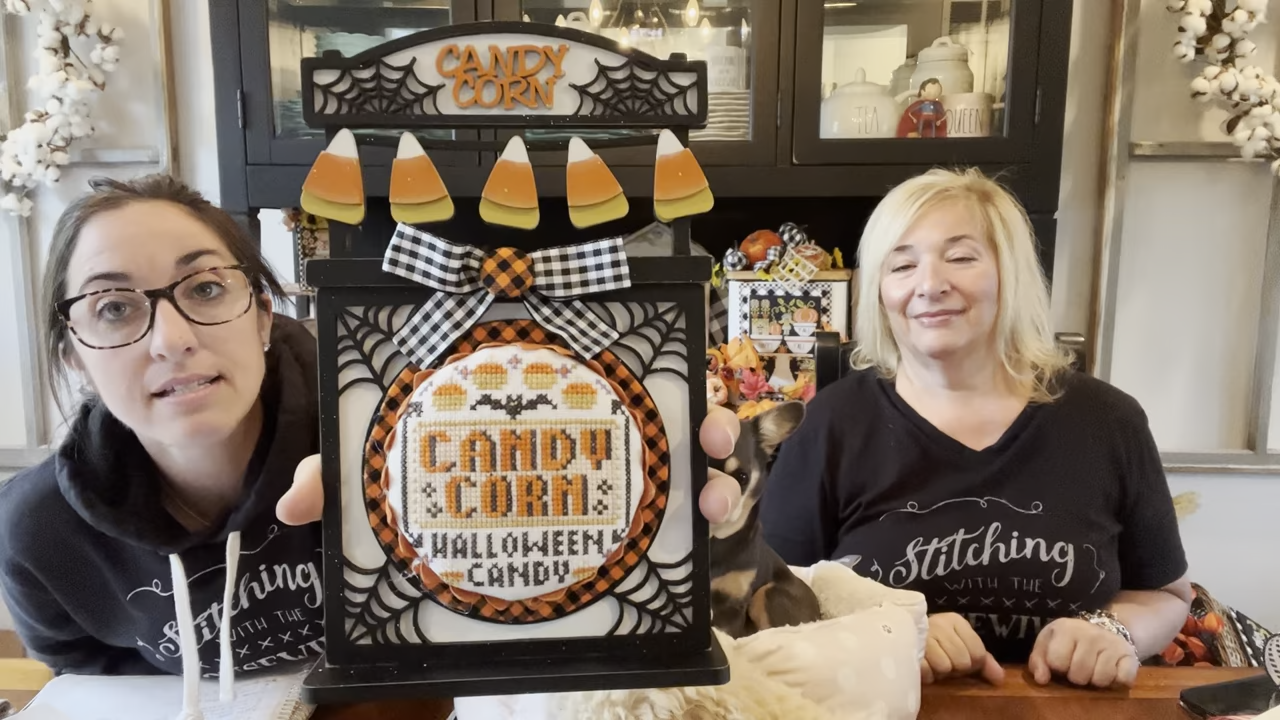 CANDY
CORN
TEA
QUEEN
CANDY
CORN
HALLOWEEN
CANDY
Stitching
WITH THE
Stitching
WITH THE